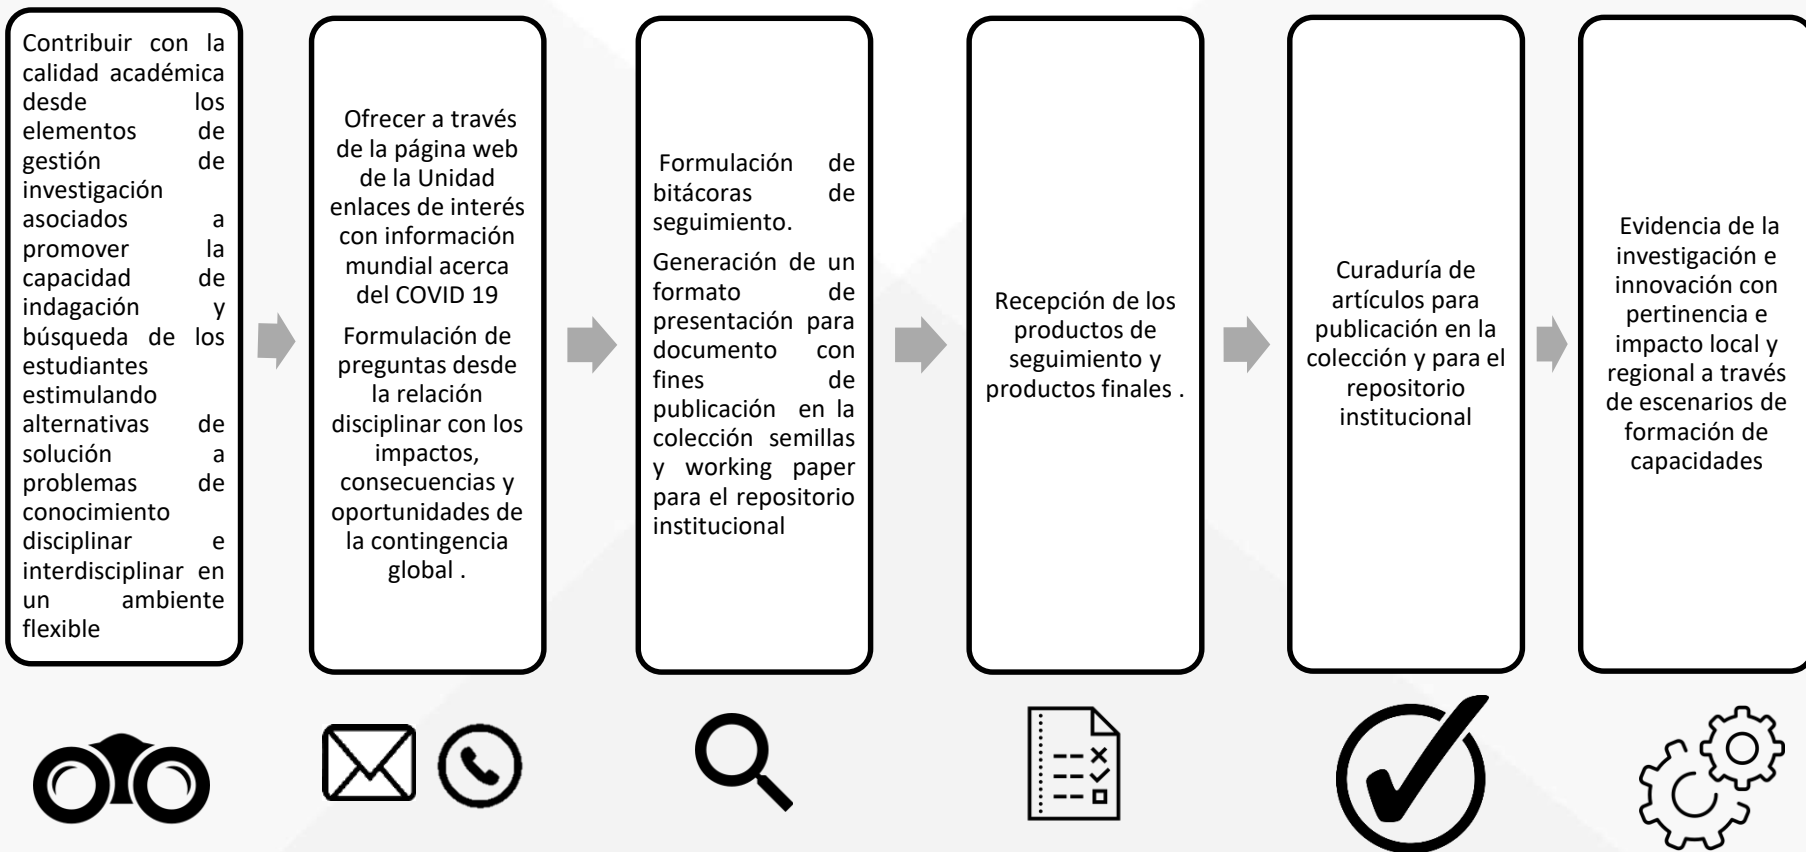 Contribuir con la
calidad académica
desde los
elementos de
gestión de
investigación
asociados a
promover la
capacidad de
indagación y
búsqueda de los
estudiantes
estimulando
alternativas de
solución a
problemas de
conocimiento
disciplinar e
interdisciplinar en
un ambiente
flexible
Ofrecer a través
de la página web
de la Unidad
enlaces de interés
con información
mundial acerca
del COVID 19
Formulación de
preguntas desde
la relación
disciplinar con los
impactos,
consecuencias y
oportunidades de
la contingencia
global .
Formulación de
bitácoras de
seguimiento.
Generación de un
formato de
presentación para
documento con
fines de
publicación en la
colección semillas
y working paper
para el repositorio
institucional
Recepción de los
productos de
seguimiento y
productos finales .
Curaduría de
artículos para
publicación en la
colección y para el
repositorio
institucional
Evidencia de la
investigación e
innovación con
pertinencia e
impacto local y
regional a través
de escenarios de
formación de
capacidades